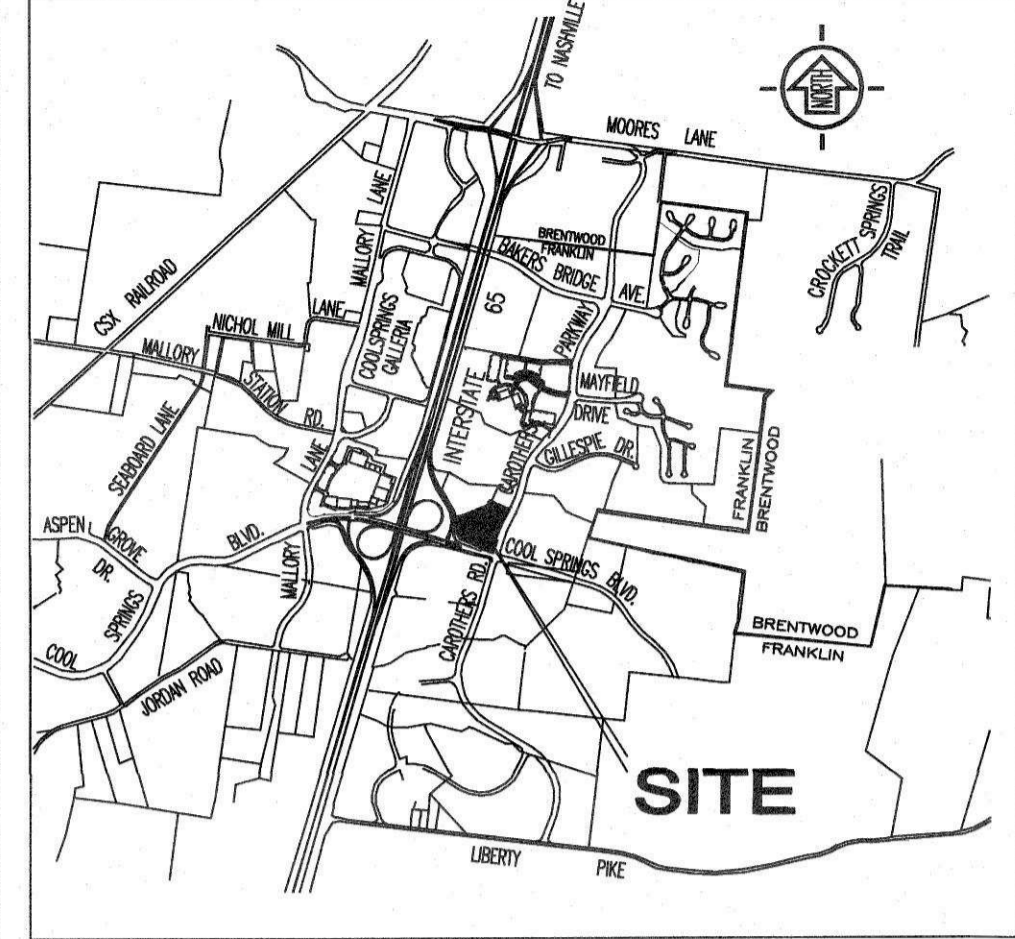 TO NASHVILLE
NORTH
MOORES LANE
MALLORY LANE
BRENTWOOD
FRANKLIN
BAKERS BRIDGE AVE.
CROCKETT SPRINGS
TRAIL
CSX RAILROAD
NICHOL MILL LANE
COOLSPRINGS
GALLERIA
INTERSTATE 65
PARKWAY
MALLORY STATION RD.
MAYFIELD
DRIVE
SEABOARD LANE
LANE
CAROTHERS
GILLESPIE DR.
FRANKLIN
BRENTWOOD
ASPEN GROVE DR.
BLVD.
MALLORY
COOL SPRINGS BLVD.
CAROTHERS RD.
COOL SPRINGS
BRENTWOOD
FRANKLIN
JORDAN ROAD
SITE
LIBERTY PIKE